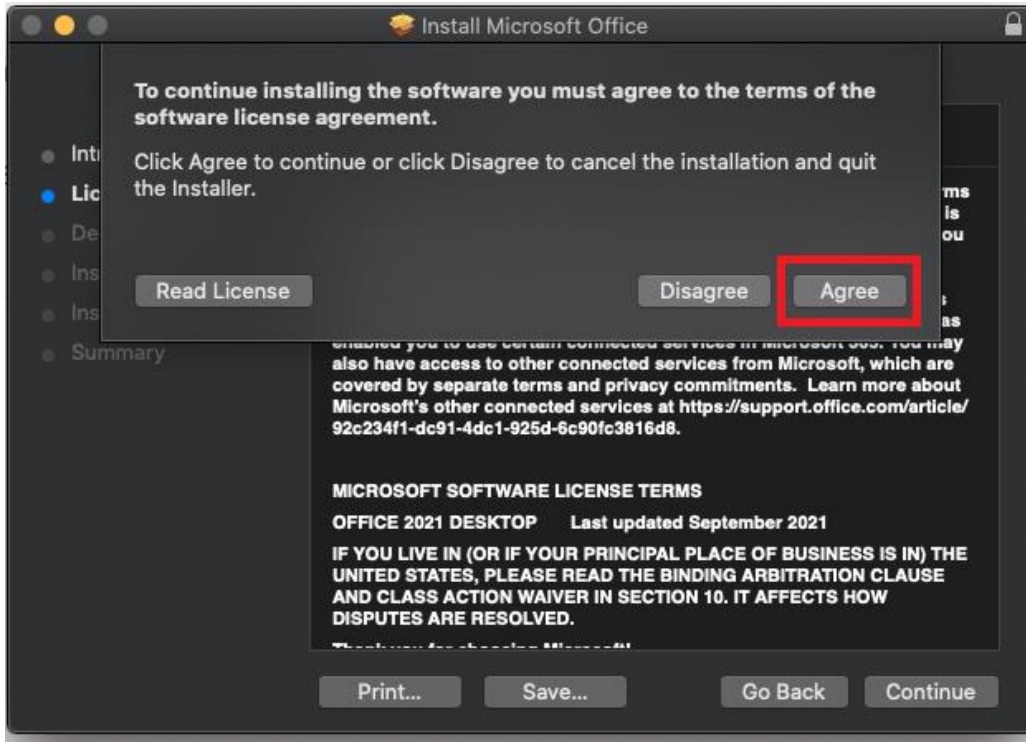 Install Microsoft Office
To continue installing the software you must agree to the terms of the
software license agreement.
Click Agree to continue or click Disagree to cancel the installation and quit
the Installer.
Read License
Disagree
Agree
Summary
is
also have access to other connected services from Microsoft, which are
covered by separate terms and privacy commitments. Learn more about
Microsoft's other connected services at https://support.office.com/article/
92c234f1-dc91-4dc1-925d-6c90fc3816d8.
MICROSOFT SOFTWARE LICENSE TERMS
OFFICE 2021 DESKTOP Last updated September 2021
IF YOU LIVE IN (OR IF YOUR PRINCIPAL PLACE OF BUSINESS IS IN) THE
UNITED STATES, PLEASE READ THE BINDING ARBITRATION CLAUSE
AND CLASS ACTION WAIVER IN SECTION 10. IT AFFECTS HOW
DISPUTES ARE RESOLVED.
Print...
Save...
Go Back
Continue